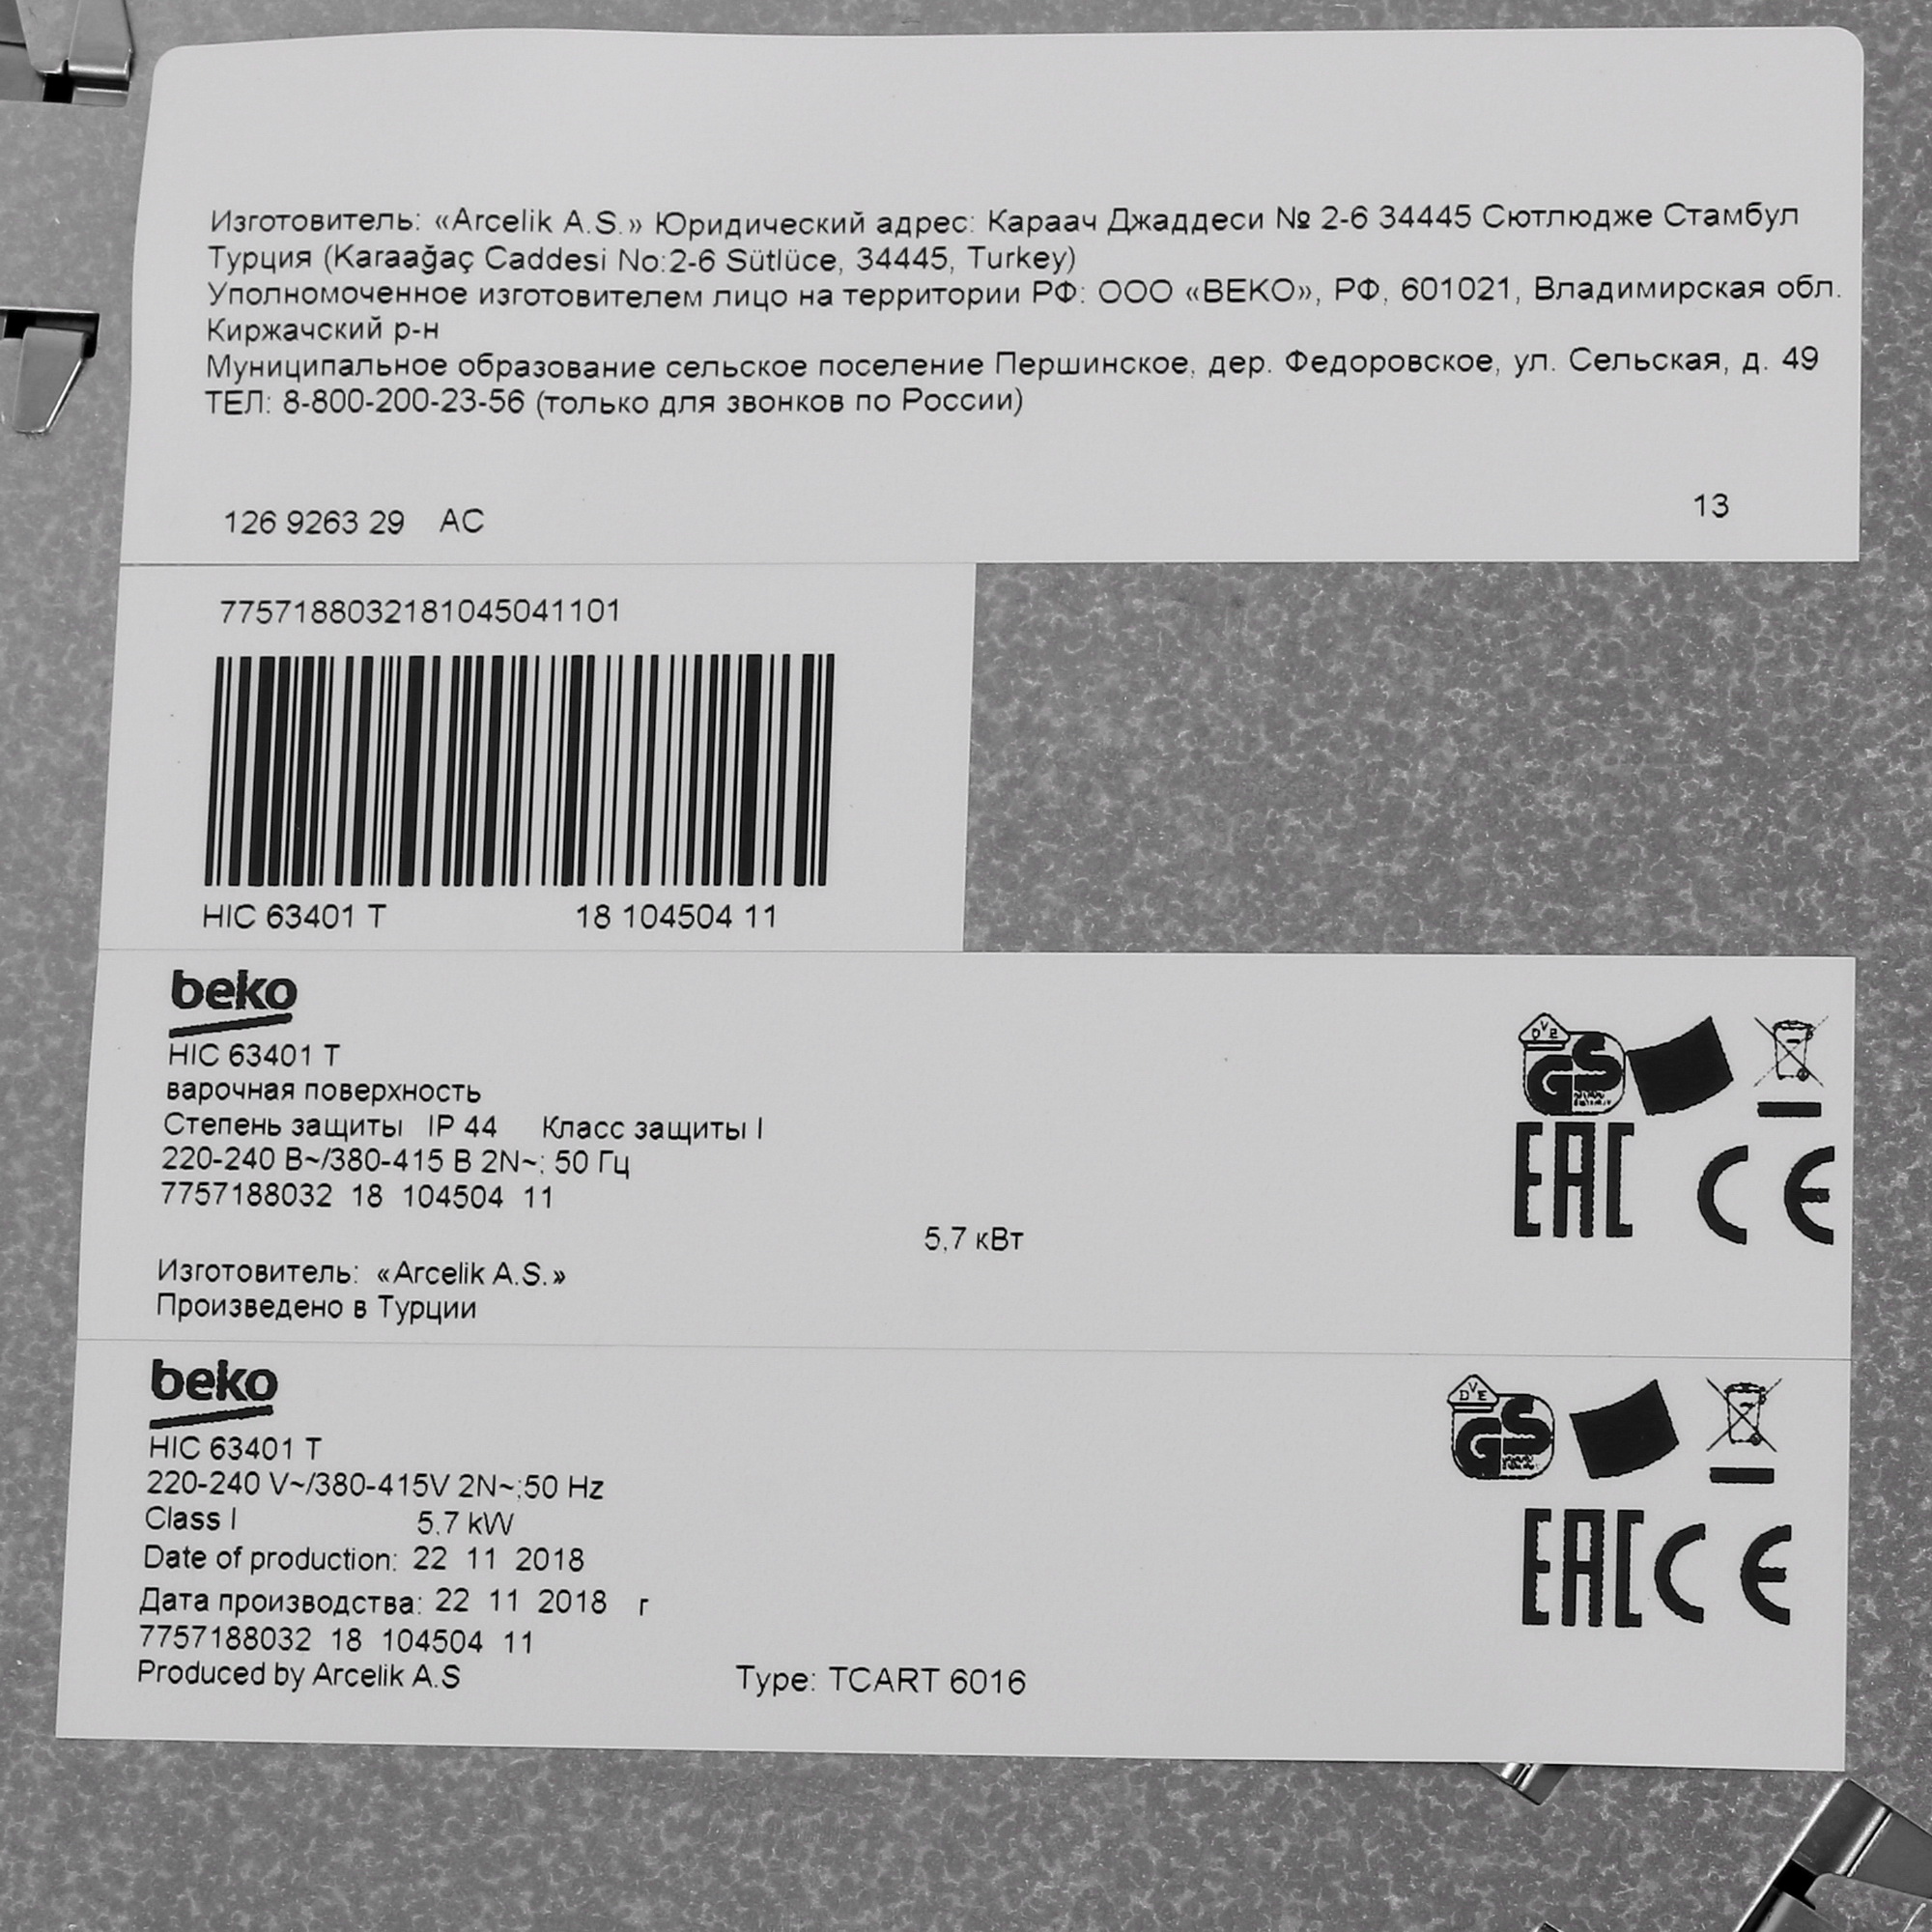 Изготовитель: «Arcelik A.S.» Юридический адрес: Караач Джаддеси № 2-6 34445 Сютлюдже Стамбул
Турция (Karaağaç Caddesi No:2-6 Sütlüce, 34445, Turkey)
Уполномоченное изготовителем лицо на территории РФ: ООО «BEKO», РФ, 601021, Владимирская обл.
Киржачский р-н
Муниципальное образование сельское поселение Першинское, дер. Федоровское, ул. Сельская, д. 49
ТЕЛ: 8-800-200-23-56 (только для звонков по России)
126 9263 29 AC 13
7757188032181045041101
HIC 63401 T 18 104504 11
beko
HIC 63401 T
варочная поверхность
Степень защиты IP 44 Класс защиты I
220-240 В~/380-415 В 2N~; 50 Гц
7757188032 18 104504 11
5,7 кВт
Изготовитель: «Arcelik A.S.»
Произведено в Турции
DVE GS
EAC CE
beko
HIC 63401 T
220-240 V~/380-415V 2N~;50 Hz
Class I 5,7 kW
Date of production: 22 11 2018
Дата производства: 22 11 2018 г
7757188032 18 104504 11
Produced by Arcelik A.S Type: TCART 6016
DVE GS
EAC CE